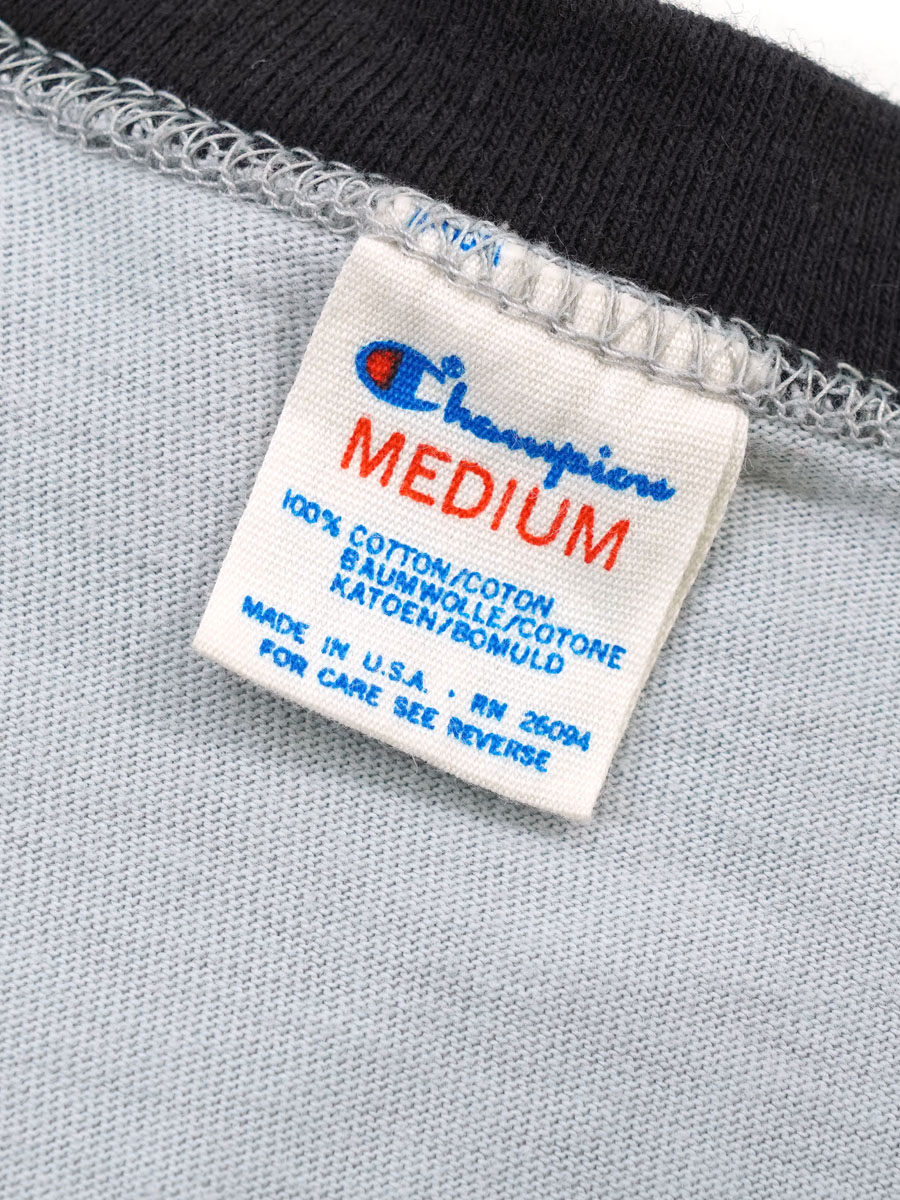 Champion®
MEDIUM
100% COTTON/COTON
BAUMWOLLE/COTONE
KATOEN/BOMULD
MADE IN U.S.A. · RN 26094
FOR CARE SEE REVERSE